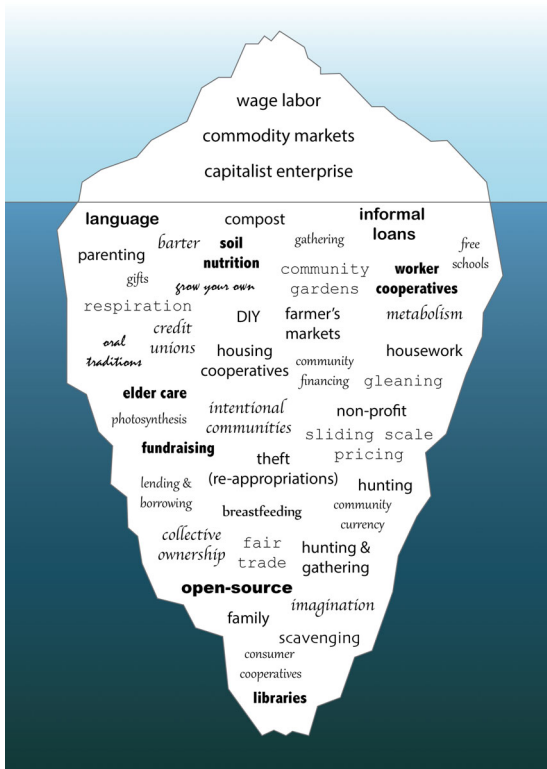 wage labor
commodity markets
capitalist enterprise
language
compost
informal
loans
parenting
barter
soil
nutrition
gathering
free
schools
gifts
grow your own
community
gardens
worker
cooperatives
respiration
credit
unions
DIY
farmer's
markets
metabolism
oral
traditions
housing
cooperatives
community
financing
housework
gleaning
elder care
photosynthesis
intentional
communities
non-profit
sliding scale
pricing
fundraising
theft
(re-appropriations)
lending &
borrowing
hunting
breastfeeding
community
currency
collective
ownership
fair
trade
hunting &
gathering
open-source
imagination
family
scavenging
consumer
cooperatives
libraries